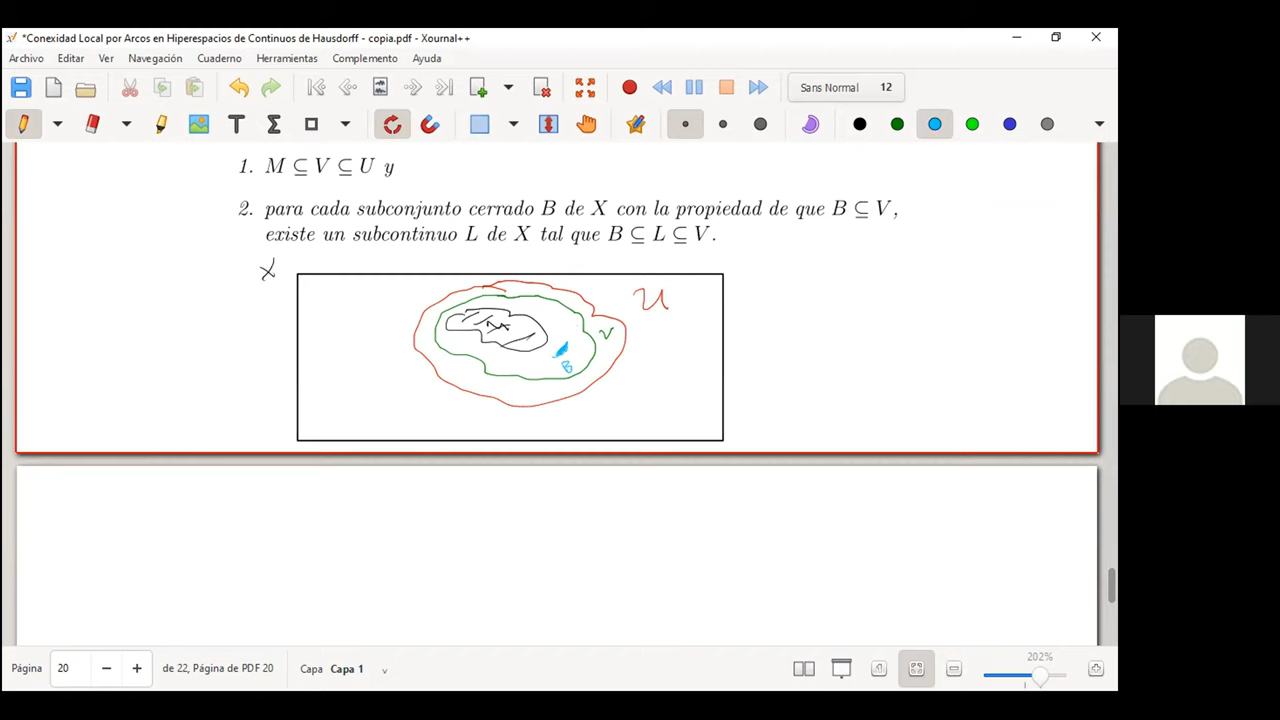 *Conexidad Local por Arcos en Hiperespacios de Continuos de Hausdorff - copia.pdf - Xournal++
Archivo Editar Ver Navegación Cuaderno Herramientas Complemento Ayuda
Sans Normal 12
1. M ⊆ V ⊆ U y
2. para cada subconjunto cerrado B de X con la propiedad de que B ⊆ V,
existe un subcontinuo L de X tal que B ⊆ L ⊆ V.
X
U
M
V
B
Página 20 de 22, Página de PDF 20 Capa Capa 1
202%